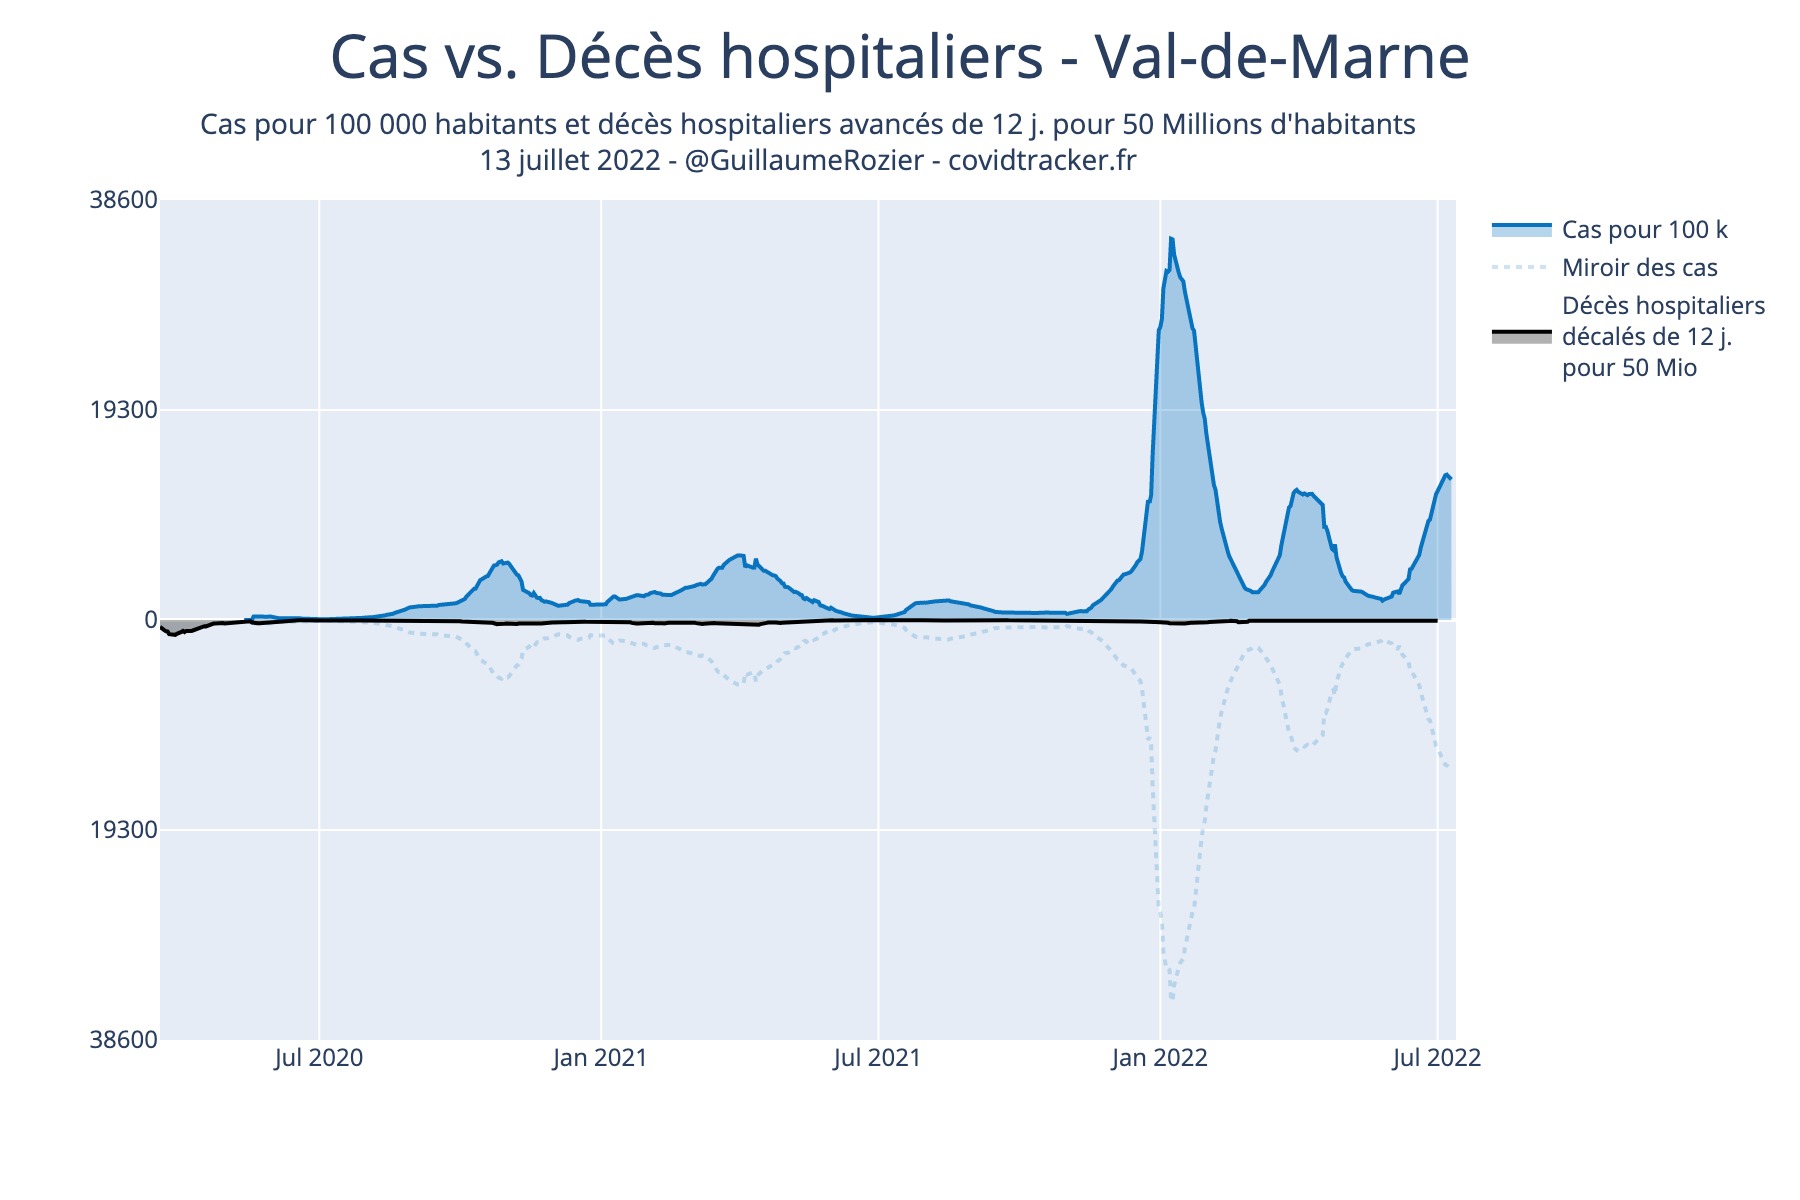 Cas vs. Décès hospitaliers - Val-de-Marne
Cas pour 100 000 habitants et décès hospitaliers avancés de 12 j. pour 50 Millions d'habitants
13 juillet 2022 - @GuillaumeRozier - covidtracker.fr
38600
19300
0
19300
38600
Jul 2020
Jan 2021
Jul 2021
Jan 2022
Jul 2022
Cas pour 100 k
Miroir des cas
Décès hospitaliers
décalés de 12 j.
pour 50 Mio